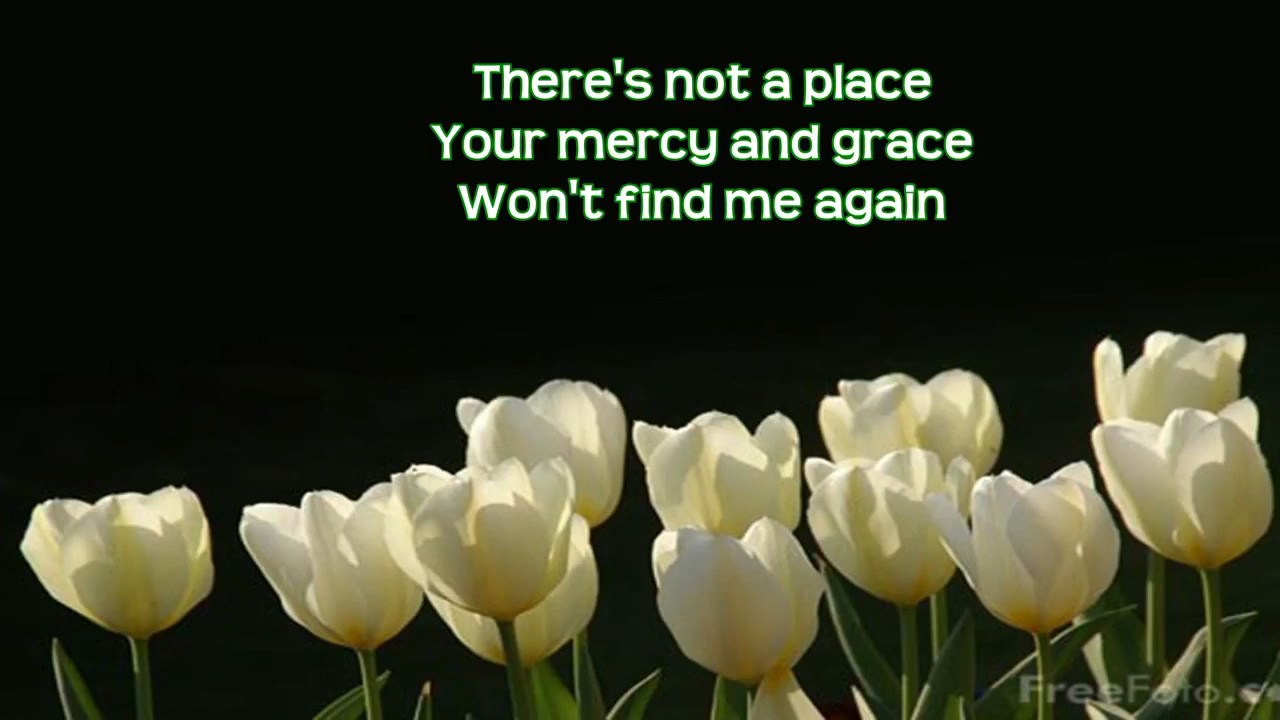 There's not a place
Your mercy and grace
Won't find me again
FreeFoto.c